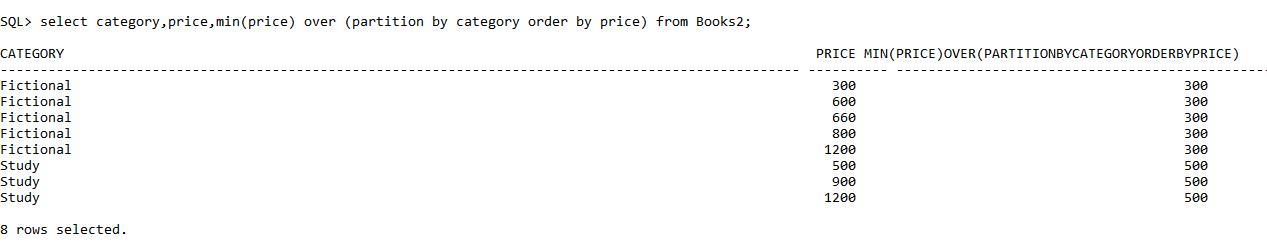 SQL> select category,price,min(price) over (partition by category order by price) from Books2;
CATEGORY PRICE MIN(PRICE)OVER(PARTITIONBYCATEGORYORDERBYPRICE)
---------------------------------------------------------------------------------------------------- ---------- -----------------------------------------------
Fictional 300 300
Fictional 600 300
Fictional 660 300
Fictional 800 300
Fictional 1200 300
Study 500 500
Study 900 500
Study 1200 500
8 rows selected.